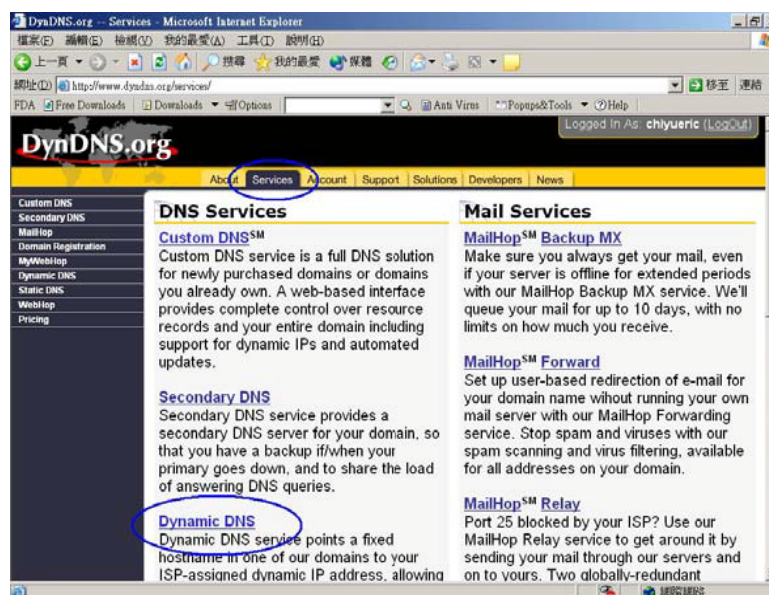 DynDNS.org -- Services - Microsoft Internet Explorer
檔案(F) 編輯(E) 檢視(V) 我的最愛(A) 工具(T) 說明(H)
上一頁 搜尋 我的最愛 媒體
網址(D) http://www.dyndns.org/services/ 移至 連結
FDA Free Downloads Downloads Options Anti Virus Popups&Tools Help
Logged In As: chiyueric (LogOut)
DynDNS.org
About Services Account Support Solutions Developers News
Custom DNS
Secondary DNS
MailHop
Domain Registration
MyWebHop
Dynamic DNS
Static DNS
WebHop
Pricing
DNS Services
Custom DNS℠
Custom DNS service is a full DNS solution
for newly purchased domains or domains
you already own. A web-based interface
provides complete control over resource
records and your entire domain including
support for dynamic IPs and automated
updates.
Secondary DNS
Secondary DNS service provides a
secondary DNS server for your domain, so
that you have a backup if/when your
primary goes down, and to share the load
of answering DNS queries.
Dynamic DNS
Dynamic DNS service points a fixed
hostname in one of our domains to your
ISP-assigned dynamic IP address, allowing
Mail Services
MailHop℠ Backup MX
Make sure you always get your mail, even
if your server is offline for extended periods
with our MailHop Backup MX service. We'll
queue your mail for up to 10 days, with no
limits on how much you receive.
MailHop℠ Forward
Set up user-based redirection of e-mail for
your domain name wihout running your own
mail server with our MailHop Forwarding
service. Stop spam and viruses with our
spam scanning and virus filtering, available
for all addresses on your domain.
MailHop℠ Relay
Port 25 blocked by your ISP? Use our
MailHop Relay service to get around it by
sending your mail through our servers and
on to yours. Two globally-redundant
網際網路